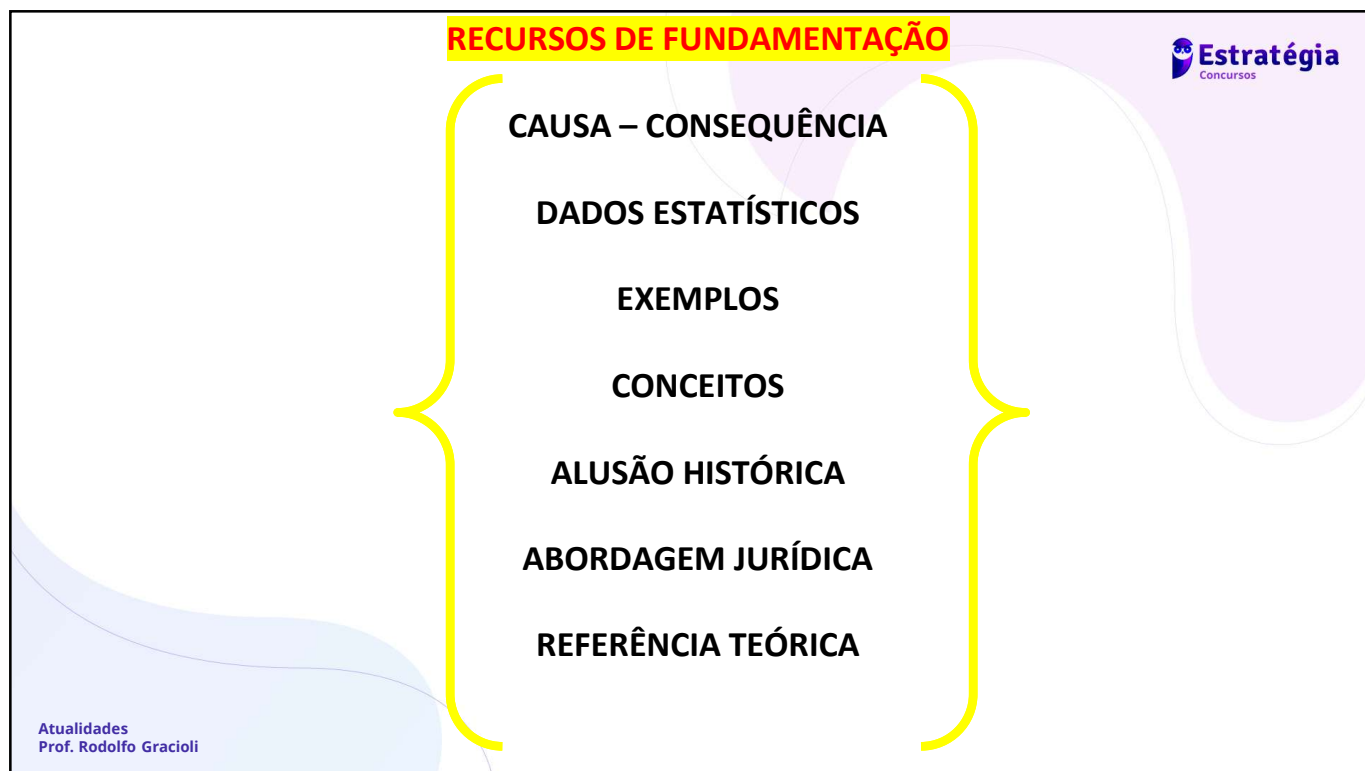 RECURSOS DE FUNDAMENTAÇÃO
Estratégia
Concursos
CAUSA – CONSEQUÊNCIA
DADOS ESTATÍSTICOS
EXEMPLOS
CONCEITOS
ALUSÃO HISTÓRICA
ABORDAGEM JURÍDICA
REFERÊNCIA TEÓRICA
Atualidades
Prof. Rodolfo Gracioli